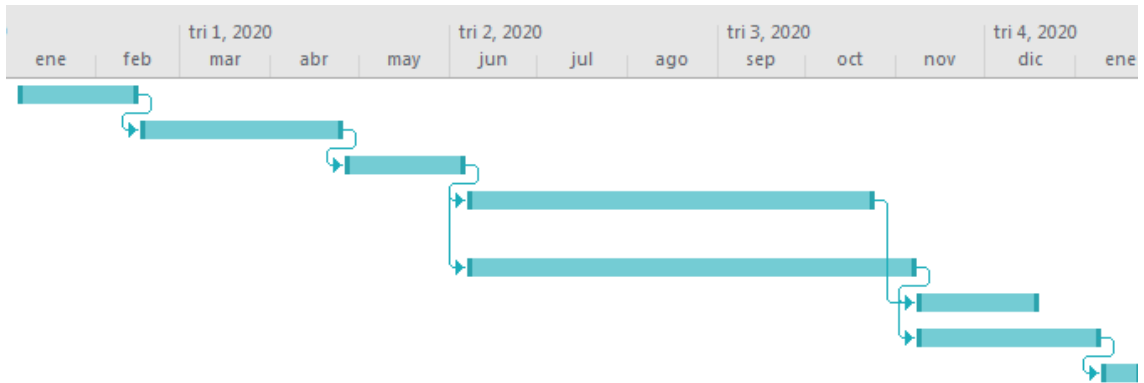 tri 1, 2020 tri 2, 2020 tri 3, 2020 tri 4, 2020
ene feb mar abr may jun jul ago sep oct nov dic ene